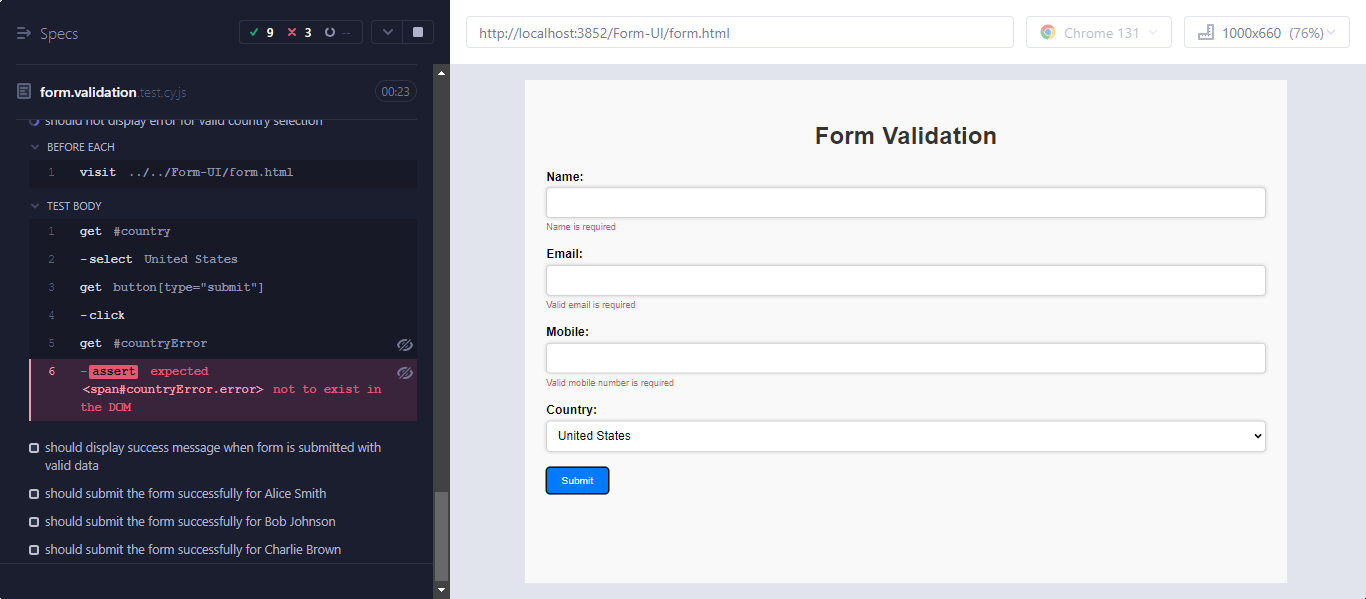 Specs
9 3 --
form.validation.test.cy.js 00:23
should not display error for valid country selection
BEFORE EACH
1 visit ../../Form-UI/form.html
TEST BODY
1 get #country
2 -select United States
3 get button[type="submit"]
4 -click
5 get #countryError
6 -assert expected
<span#countryError.error> not to exist in
the DOM
should display success message when form is submitted with
valid data
should submit the form successfully for Alice Smith
should submit the form successfully for Bob Johnson
should submit the form successfully for Charlie Brown
http://localhost:3852/Form-UI/form.html
Chrome 131
1000x660 (76%)
Form Validation
Name:
Name is required
Email:
Valid email is required
Mobile:
Valid mobile number is required
Country:
United States
Submit